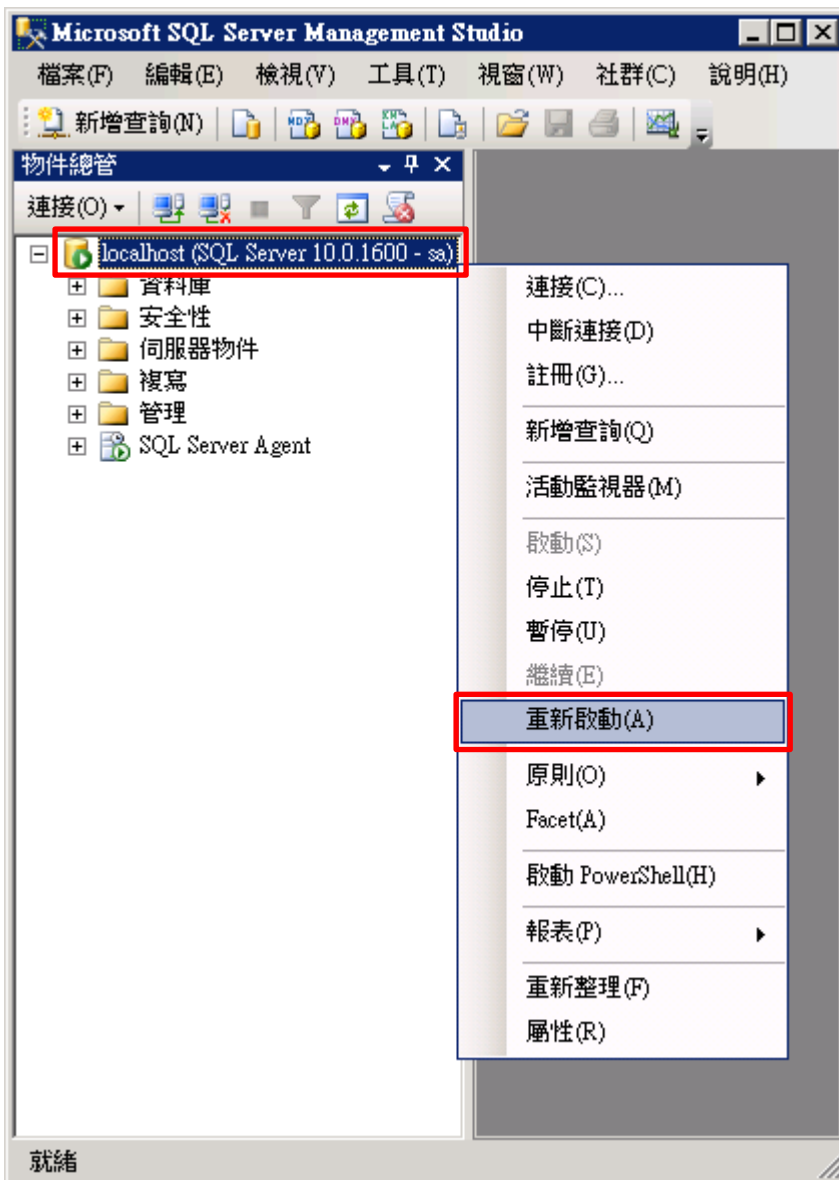 Microsoft SQL Server Management Studio
檔案(F) 編輯(E) 檢視(V) 工具(T) 視窗(W) 社群(C) 說明(H)
新增查詢(N)
物件總管
連接(O)
localhost (SQL Server 10.0.1600 - sa)
資料庫
安全性
伺服器物件
複寫
管理
SQL Server Agent
連接(C)...
中斷連接(D)
註冊(G)...
新增查詢(Q)
活動監視器(M)
啟動(S)
停止(T)
暫停(U)
繼續(E)
重新啟動(A)
原則(O)
Facet(A)
啟動 PowerShell(H)
報表(P)
重新整理(F)
屬性(R)
就緒